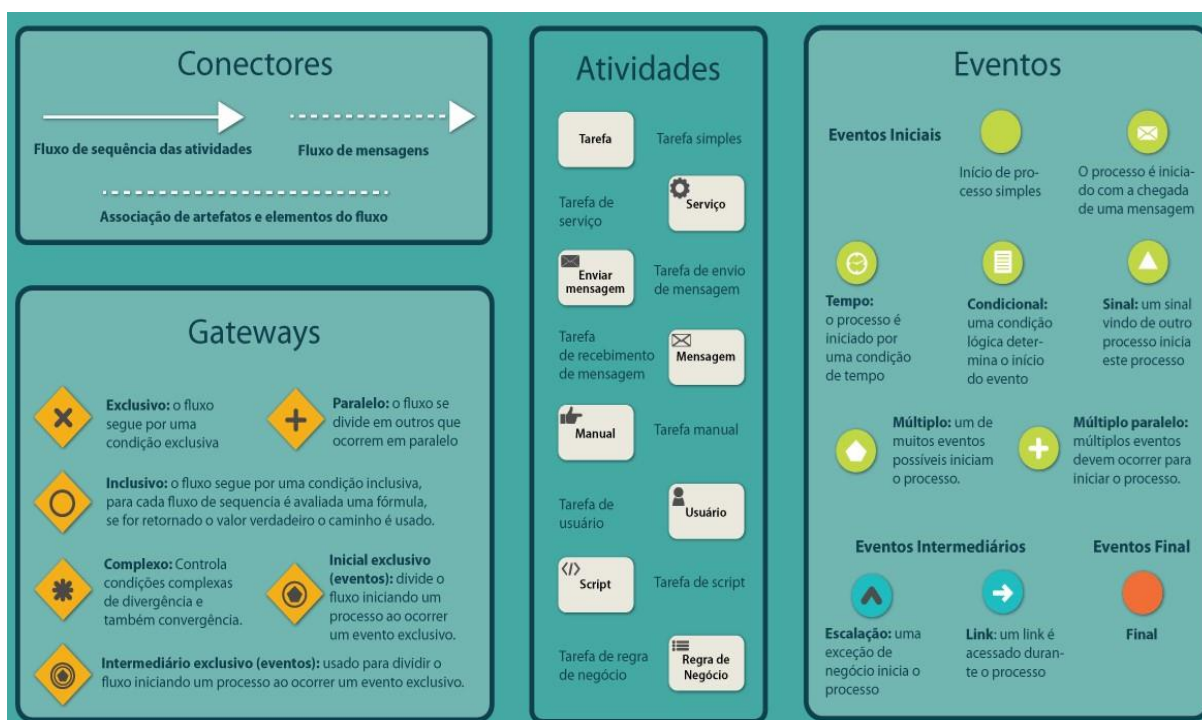 Conectores
Fluxo de sequência das atividades
Fluxo de mensagens
Associação de artefatos e elementos do fluxo
Gateways
Exclusivo: o fluxo
segue por uma
condição exclusiva
Paralelo: o fluxo se
divide em outros que
ocorrem em paralelo
Inclusivo: o fluxo segue por uma condição inclusiva,
para cada fluxo de sequencia é avaliada uma fórmula,
se for retornado o valor verdadeiro o caminho é usado.
Complexo: Controla
condições complexas
de divergência e
também convergência.
Inicial exclusivo
(eventos): divide o
fluxo iniciando um
processo ao ocorrer
um evento exclusivo.
Intermediário exclusivo (eventos): usado para dividir o
fluxo iniciando um processo ao ocorrer um evento exclusivo.
Atividades
Tarefa
Tarefa simples
Tarefa de
serviço
Serviço
Enviar
mensagem
Tarefa de envio
de mensagem
Tarefa
de recebimento
de mensagem
Mensagem
Manual
Tarefa manual
Tarefa de
usuário
Usuário
</>
Script
Tarefa de script
Tarefa de regra
de negócio
Regra de
Negócio
Eventos
Eventos Iniciais
Início de pro-
cesso simples
O processo é inicia-
do com a chegada
de uma mensagem
Tempo:
o processo é
iniciado por
uma condição
de tempo
Condicional:
uma condição
lógica deter-
mina o início
do evento
Sinal: um sinal
vindo de outro
processo inicia
este processo
Múltiplo: um de
muitos eventos
possíveis iniciam
o processo.
Múltiplo paralelo:
múltiplos eventos
devem ocorrer para
iniciar o processo.
Eventos Intermediários
Eventos Final
Escalação: uma
exceção de
negócio inicia o
processo
Link: um link é
acessado duran-
te o processo
Final